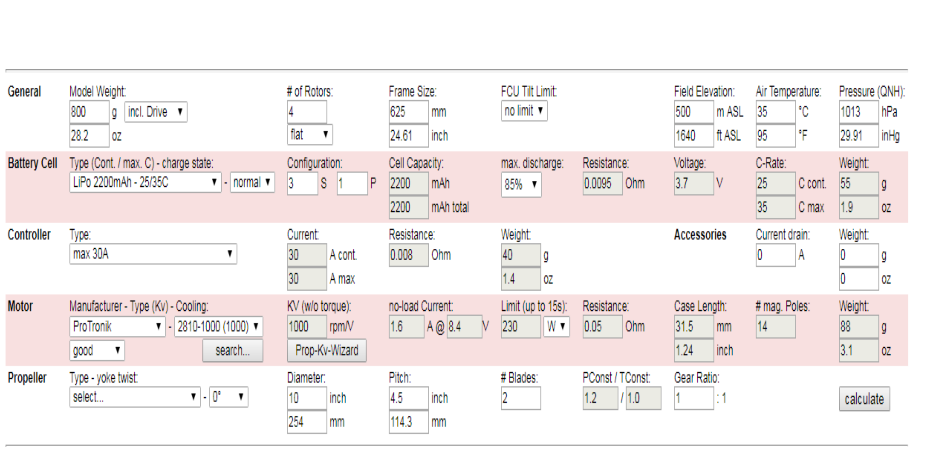 General Model Weight: # of Rotors: Frame Size: FCU Tilt Limit: Field Elevation: Air Temperature: Pressure (QNH):
800 g incl. Drive 4 625 mm no limit 500 m ASL 35 °C 1013 hPa
28.2 oz flat 24.61 inch 1640 ft ASL 95 °F 29.91 inHg
Battery Cell Type (Cont. / max. C) - charge state: Configuration: Cell Capacity: max. discharge: Resistance: Voltage: C-Rate: Weight:
LiPo 2200mAh - 25/35C - normal 3 S 1 P 2200 mAh 85% 0.0095 Ohm 3.7 V 25 C cont. 55 g
2200 mAh total 35 C max 1.9 oz
Controller Type: Current: Resistance: Weight: Accessories Current drain: Weight:
max 30A 30 A cont. 0.008 Ohm 40 g 0 A 0 g
30 A max 1.4 oz 0 oz
Motor Manufacturer - Type (Kv) - Cooling: KV (w/o torque): no-load Current: Limit (up to 15s): Resistance: Case Length: # mag. Poles: Weight:
ProTronik - 2810-1000 (1000) 1000 rpm/V 1.6 A @ 8.4 V 230 W 0.05 Ohm 31.5 mm 14 88 g
good search... Prop-Kv-Wizard 1.24 inch 3.1 oz
Propeller Type - yoke twist: Diameter: Pitch: # Blades: PConst / TConst: Gear Ratio:
select... - 0° 10 inch 4.5 inch 2 1.2 / 1.0 1 : 1 calculate
254 mm 114.3 mm